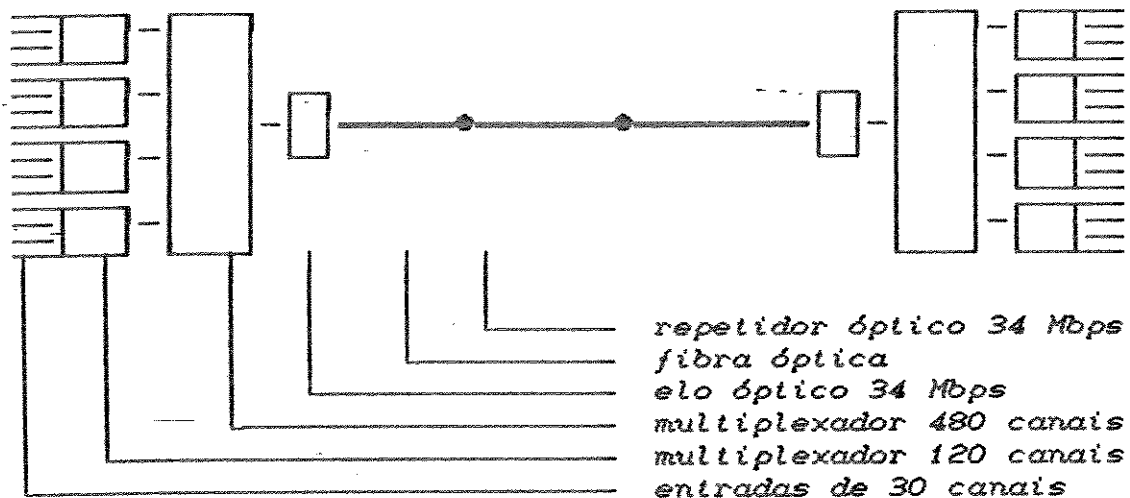 repetidor óptico 34 Mbps
fibra óptica
elo óptico 34 Mbps
multiplexador 480 canais
multiplexador 120 canais
entradas de 30 canais